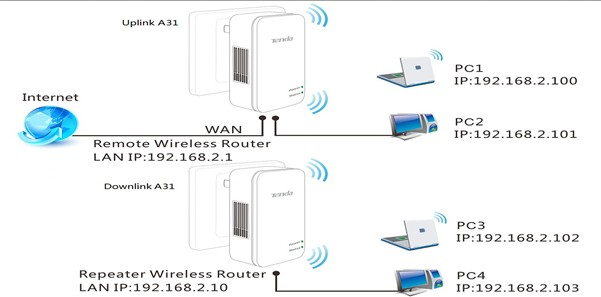 Uplink A31
Tenda
PC1
IP:192.168.2.100
Internet
PC2
IP:192.168.2.101
WAN
Remote Wireless Router
LAN IP:192.168.2.1
Downlink A31
Tenda
PC3
IP:192.168.2.102
Repeater Wireless Router
LAN IP:192.168.2.10
PC4
IP:192.168.2.103